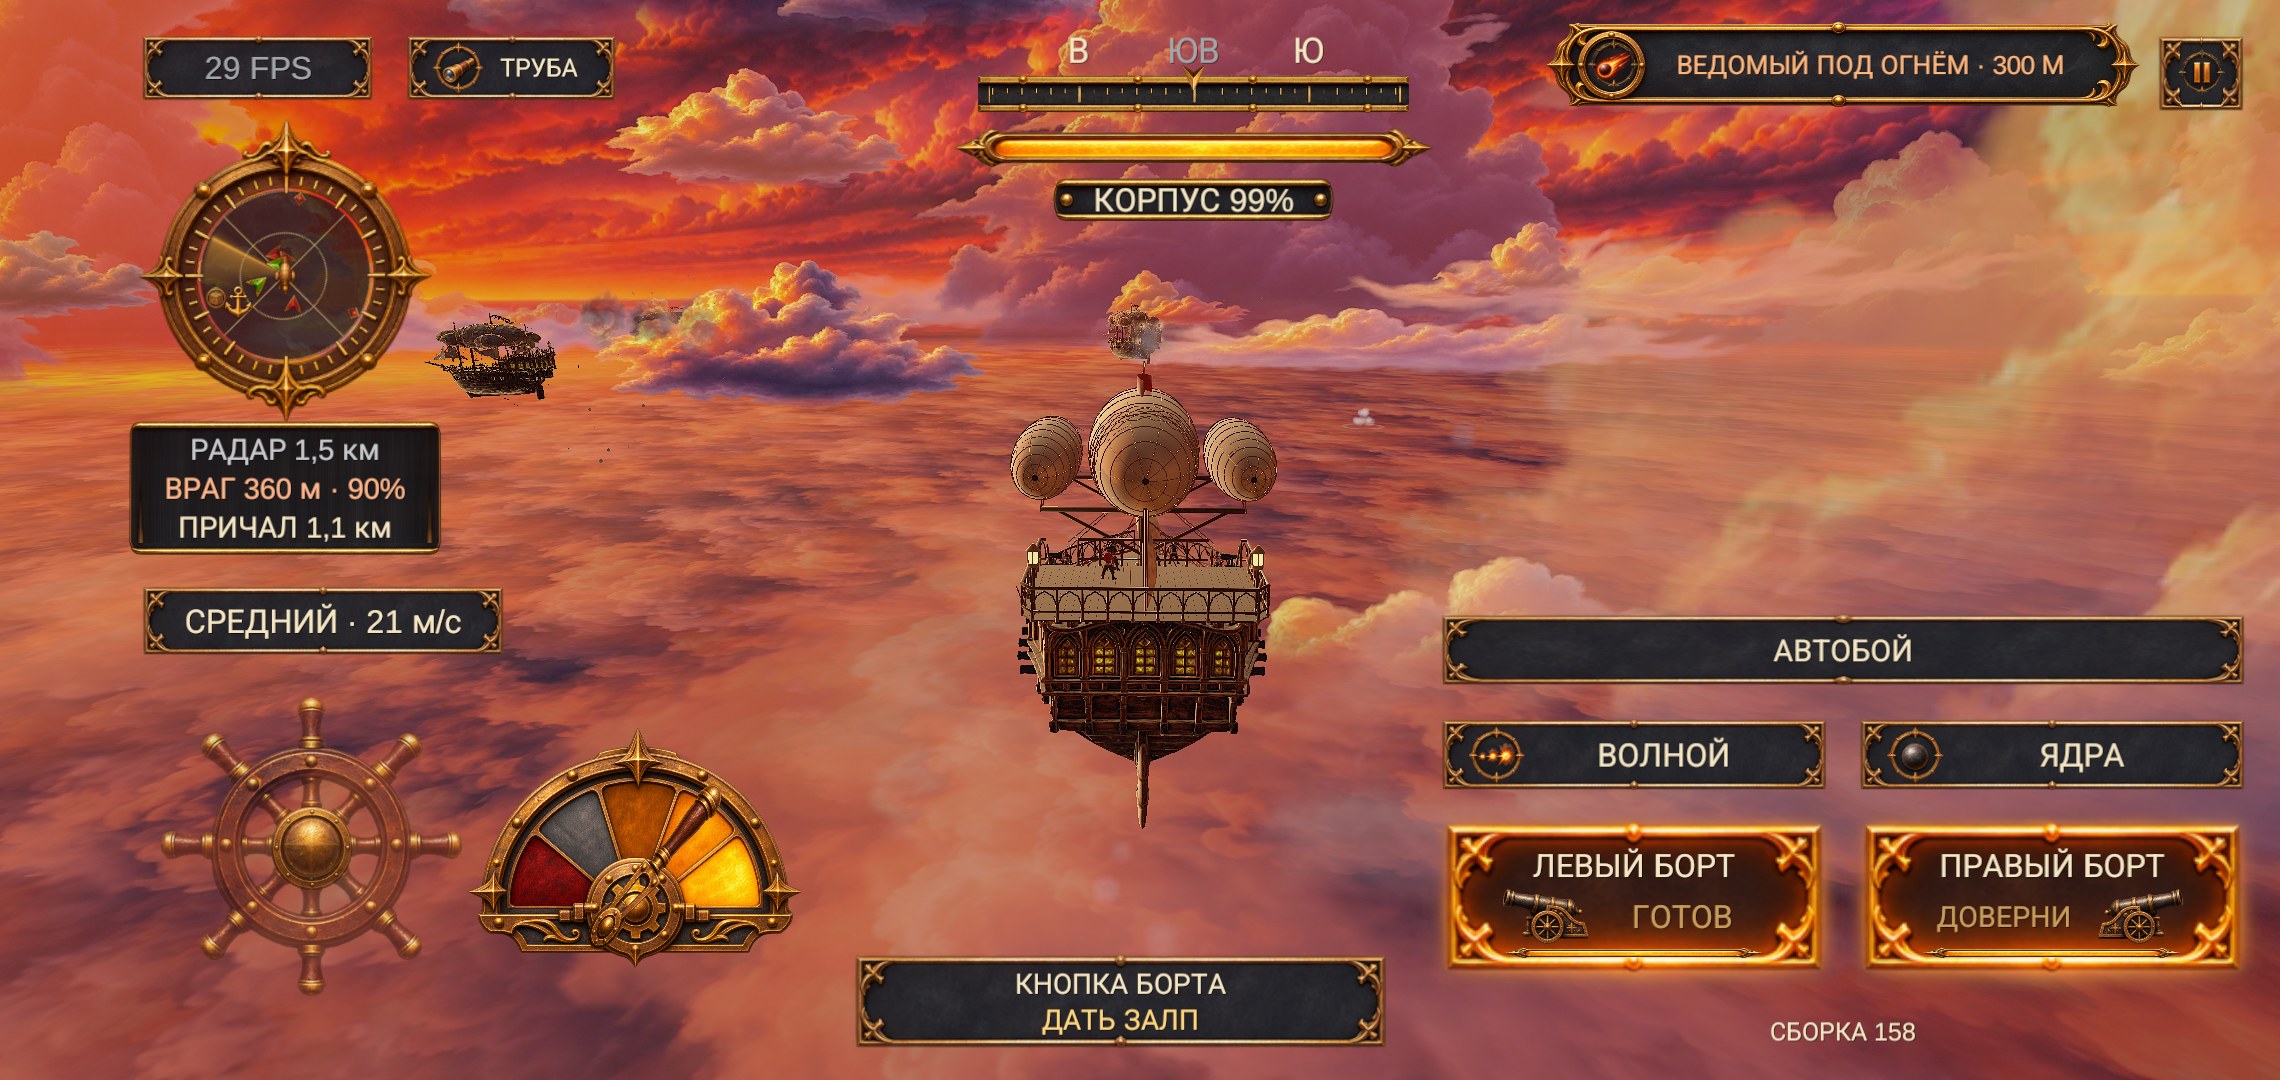 29 FPS
ТРУБА
В ЮВ Ю
ВЕДОМЫЙ ПОД ОГНЁМ · 300 М
КОРПУС 99%
РАДАР 1,5 км
ВРАГ 360 м · 90%
ПРИЧАЛ 1,1 км
СРЕДНИЙ · 21 м/с
АВТОБОЙ
ВОЛНОЙ
ЯДРА
ЛЕВЫЙ БОРТ
ГОТОВ
ПРАВЫЙ БОРТ
ДОВЕРНИ
КНОПКА БОРТА
ДАТЬ ЗАЛП
СБОРКА 158